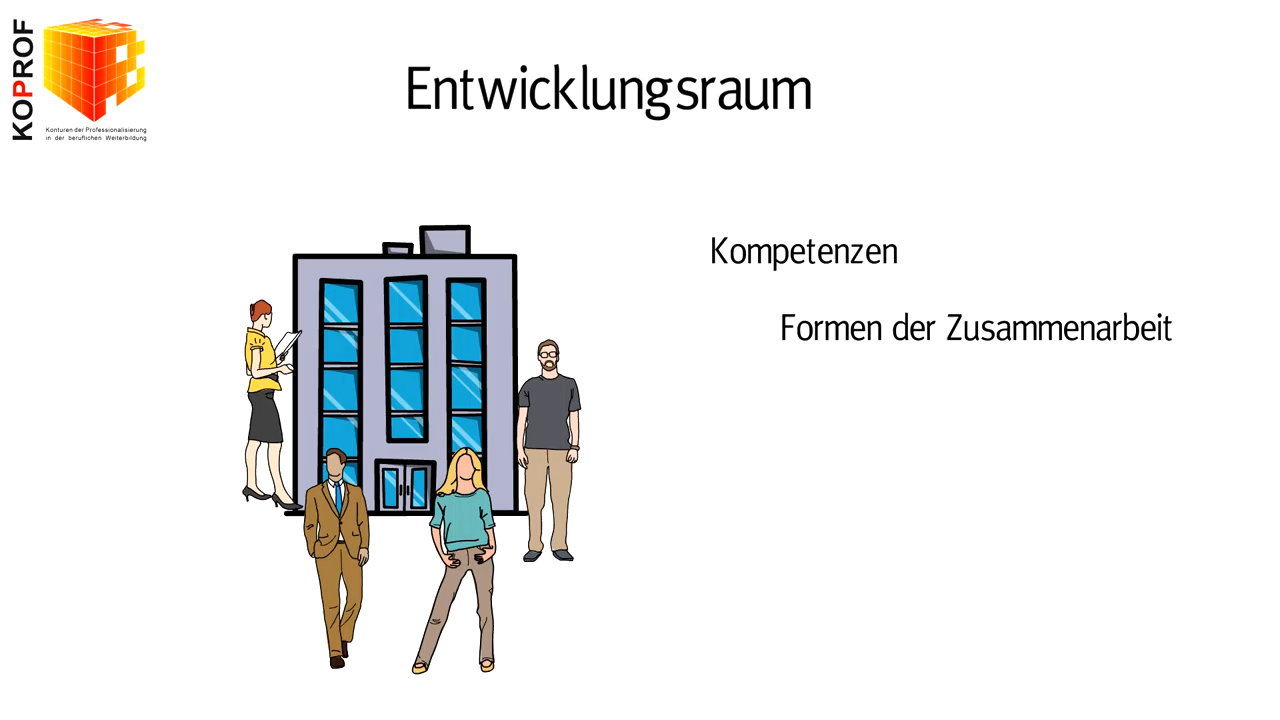 KOPROF
Konturen der Professionalisierung
in der beruflichen Weiterbildung
Entwicklungsraum
Kompetenzen
Formen der Zusammenarbeit